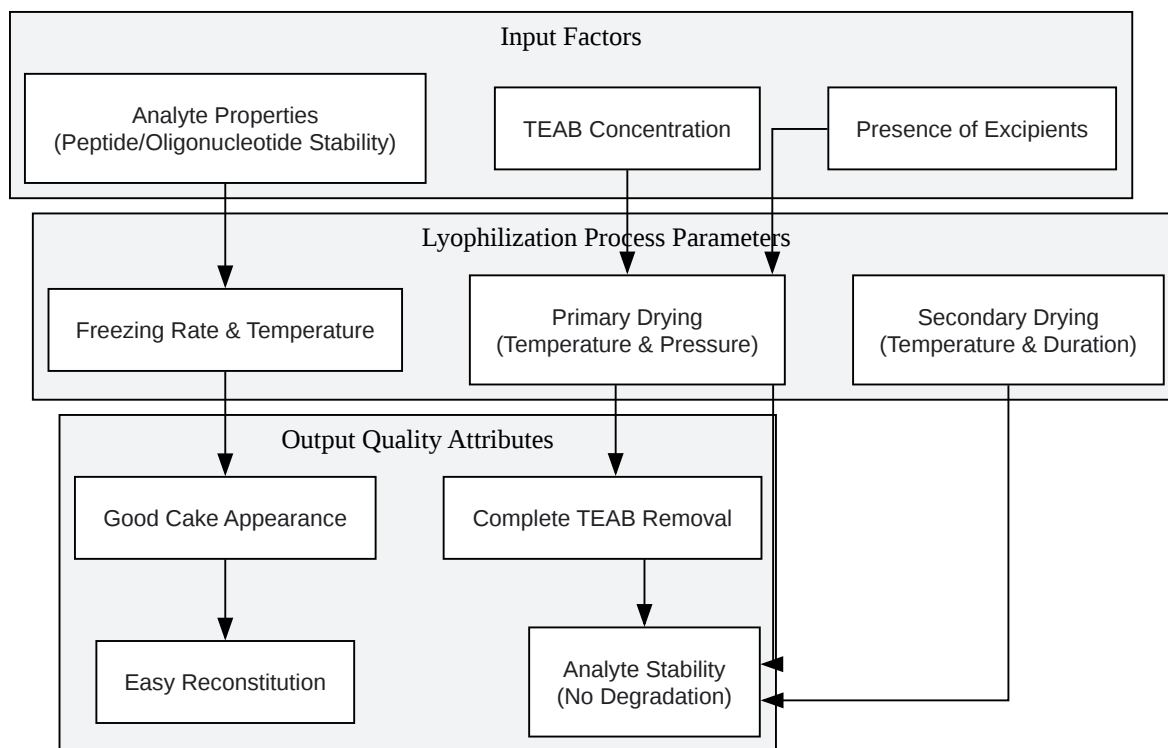 Input Factors
Analyte Properties
(Peptide/Oligonucleotide Stability)
TEAB Concentration
Presence of Excipients
Lyophilization Process Parameters
Freezing Rate & Temperature
Primary Drying
(Temperature & Pressure)
Secondary Drying
(Temperature & Duration)
Output Quality Attributes
Good Cake Appearance
Complete TEAB Removal
Easy Reconstitution
Analyte Stability
(No Degradation)